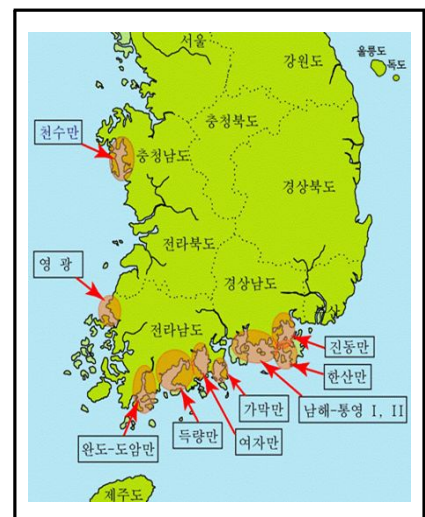 서울
강원도
울릉도
독도
천수만
충청북도
충청남도
경상북도
전라북도
영 광
경상남도
전라남도
진동만
한산만
가막만
남해-통영 I, II
완도-도암만
득량만
여자만
제주도